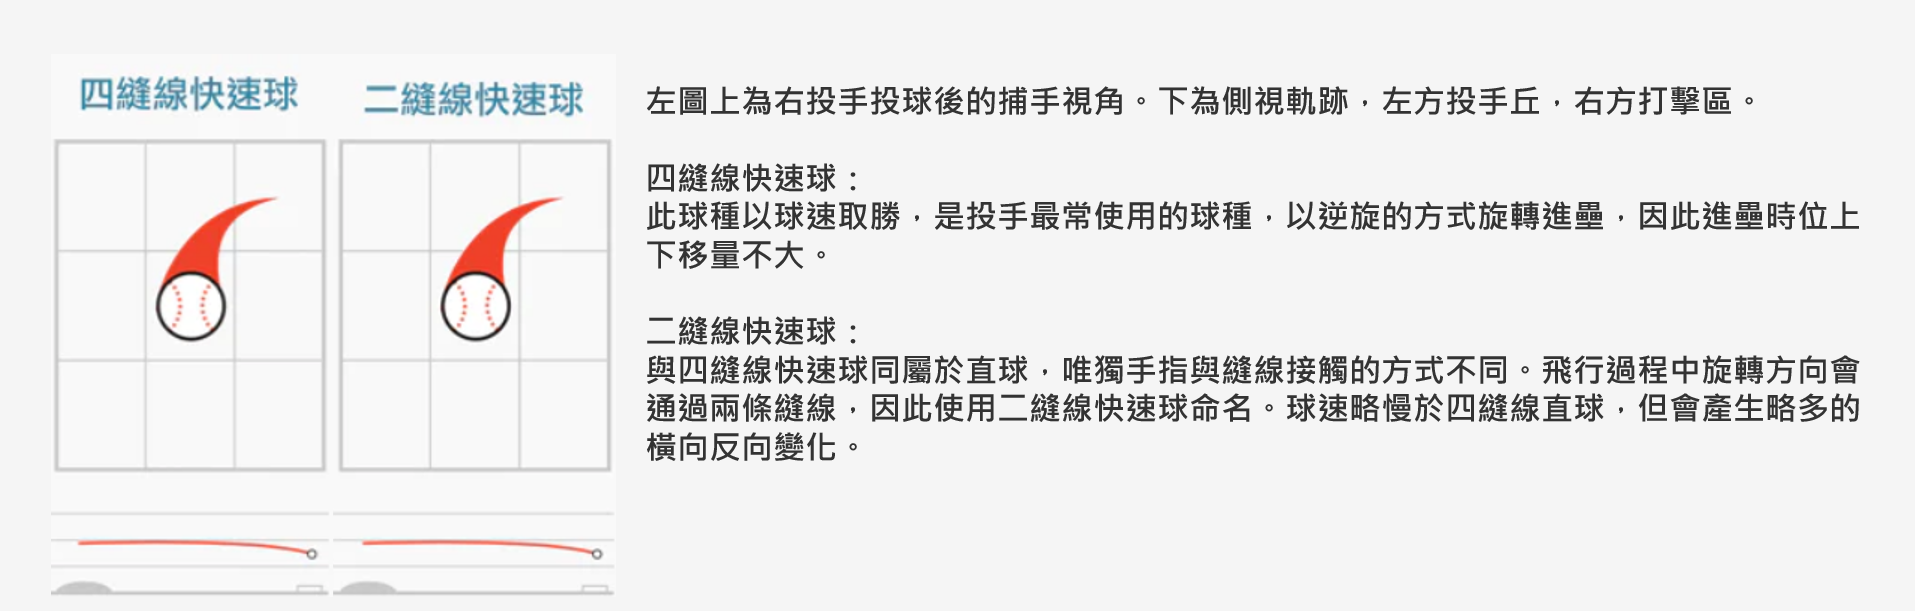 四縫線快速球
二縫線快速球
左圖上為右投手投球後的捕手視角。下為側視軌跡，左方投手丘，右方打擊區。
四縫線快速球：
此球種以球速取勝，是投手最常使用的球種，以逆旋的方式旋轉進壘，因此進壘時位上
下移量不大。
二縫線快速球：
與四縫線快速球同屬於直球，唯獨手指與縫線接觸的方式不同。飛行過程中旋轉方向會
通過兩條縫線，因此使用二縫線快速球命名。球速略慢於四縫線直球，但會產生略多的
橫向反向變化。